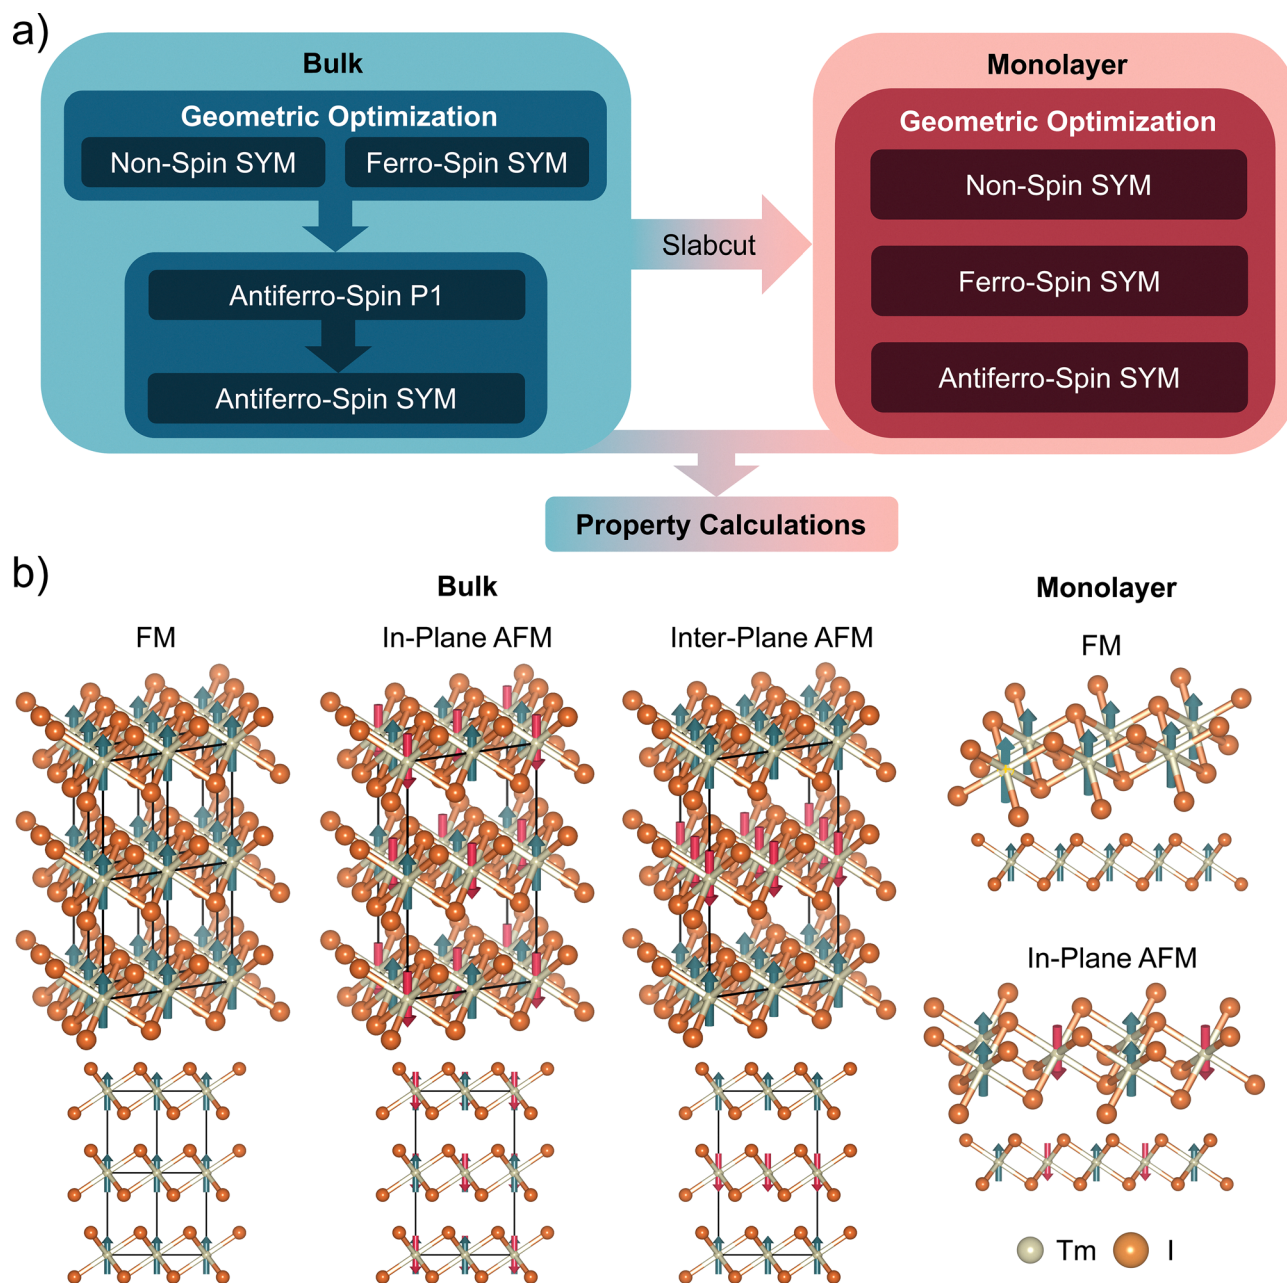 a)
Bulk
Geometric Optimization
Non-Spin SYM
Ferro-Spin SYM
Antiferro-Spin P1
Antiferro-Spin SYM
Slabcut
Monolayer
Geometric Optimization
Non-Spin SYM
Ferro-Spin SYM
Antiferro-Spin SYM
Property Calculations
b)
Bulk
FM
In-Plane AFM
Inter-Plane AFM
Monolayer
FM
In-Plane AFM
Tm
I